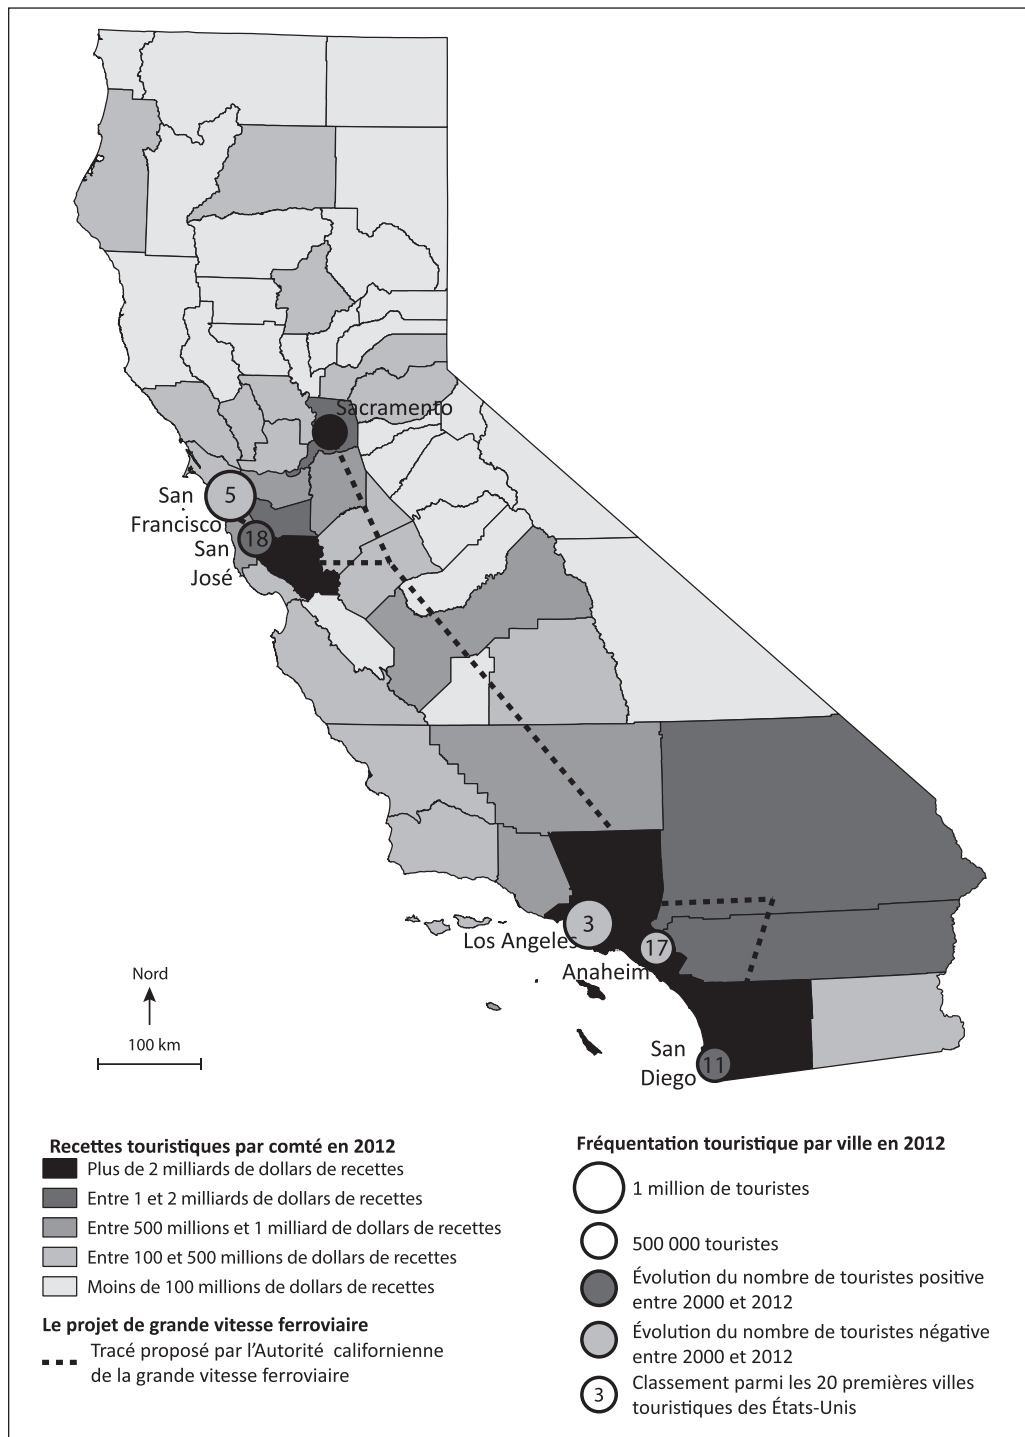 Sacramento
5
San
Francisco
18
San
José
3
Los Angeles
17
Anaheim
San
Diego
11
Nord
100 km
Recettes touristiques par comté en 2012
Plus de 2 milliards de dollars de recettes
Entre 1 et 2 milliards de dollars de recettes
Entre 500 millions et 1 milliard de dollars de recettes
Entre 100 et 500 millions de dollars de recettes
Moins de 100 millions de dollars de recettes
Le projet de grande vitesse ferroviaire
Tracé proposé par l'Autorité californienne
de la grande vitesse ferroviaire
Fréquentation touristique par ville en 2012
1 million de touristes
500 000 touristes
Évolution du nombre de touristes positive
entre 2000 et 2012
Évolution du nombre de touristes négative
entre 2000 et 2012
3
Classement parmi les 20 premières villes
touristiques des États-Unis